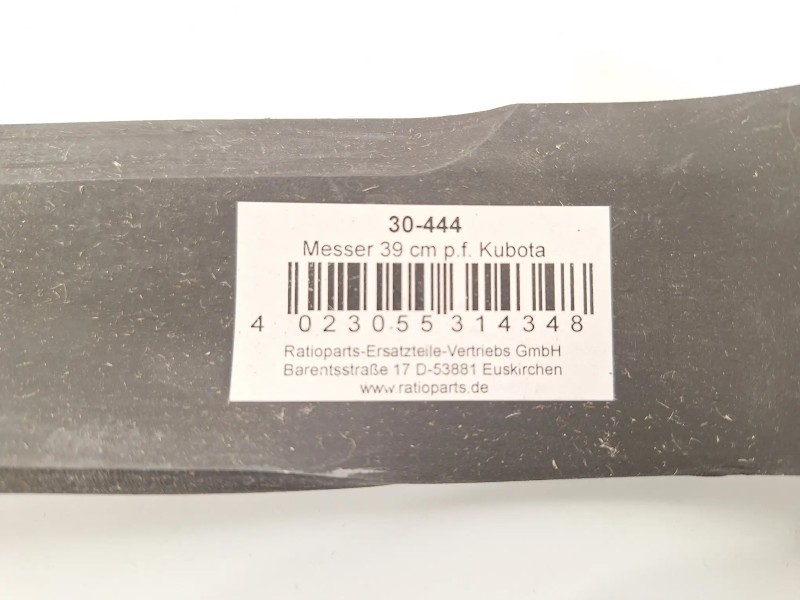 30-444
Messer 39 cm p.f. Kubota
4 023055 314348
Ratioparts-Ersatzteile-Vertriebs GmbH
Barentsstraße 17 D-53881 Euskirchen
www.ratioparts.de